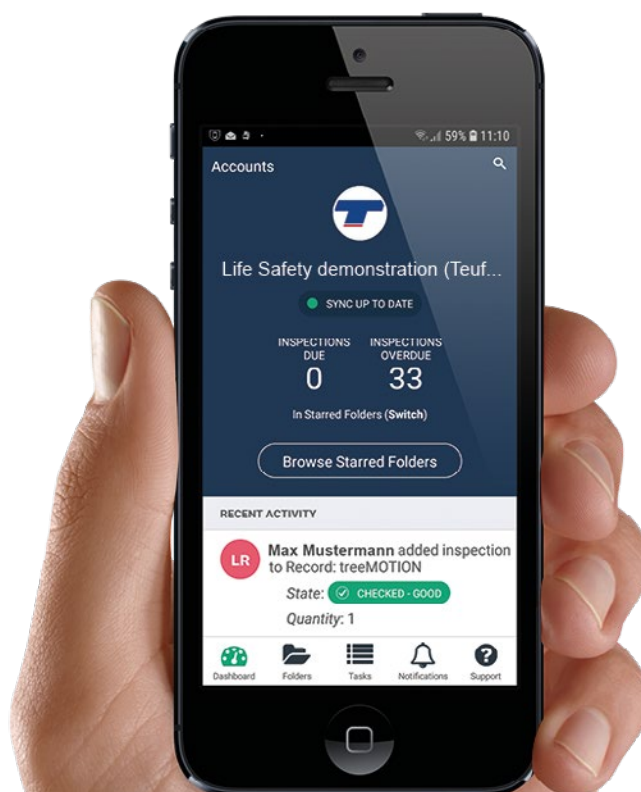 59% 11:10
Accounts
T
Life Safety demonstration (Teuf...
SYNC UP TO DATE
INSPECTIONS DUE
0
INSPECTIONS OVERDUE
33
In Starred Folders (Switch)
Browse Starred Folders
RECENT ACTIVITY
LR
Max Mustermann added inspection
to Record: treeMOTION
State: CHECKED - GOOD
Quantity: 1
Dashboard Folders Tasks Notifications Support